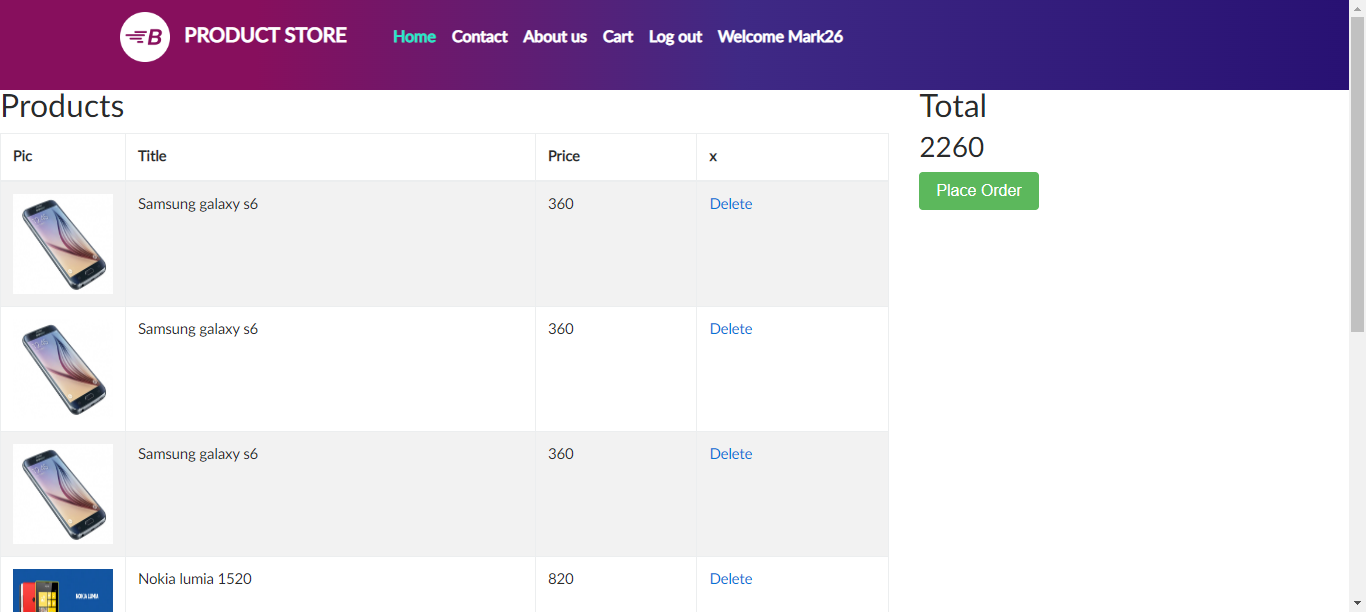 B PRODUCT STORE Home Contact About us Cart Log out Welcome Mark26
Products
Total
2260
Place Order
Pic Title Price x
Samsung galaxy s6 360 Delete
Samsung galaxy s6 360 Delete
Samsung galaxy s6 360 Delete
Nokia lumia 1520 820 Delete
NOKIA LUMIA